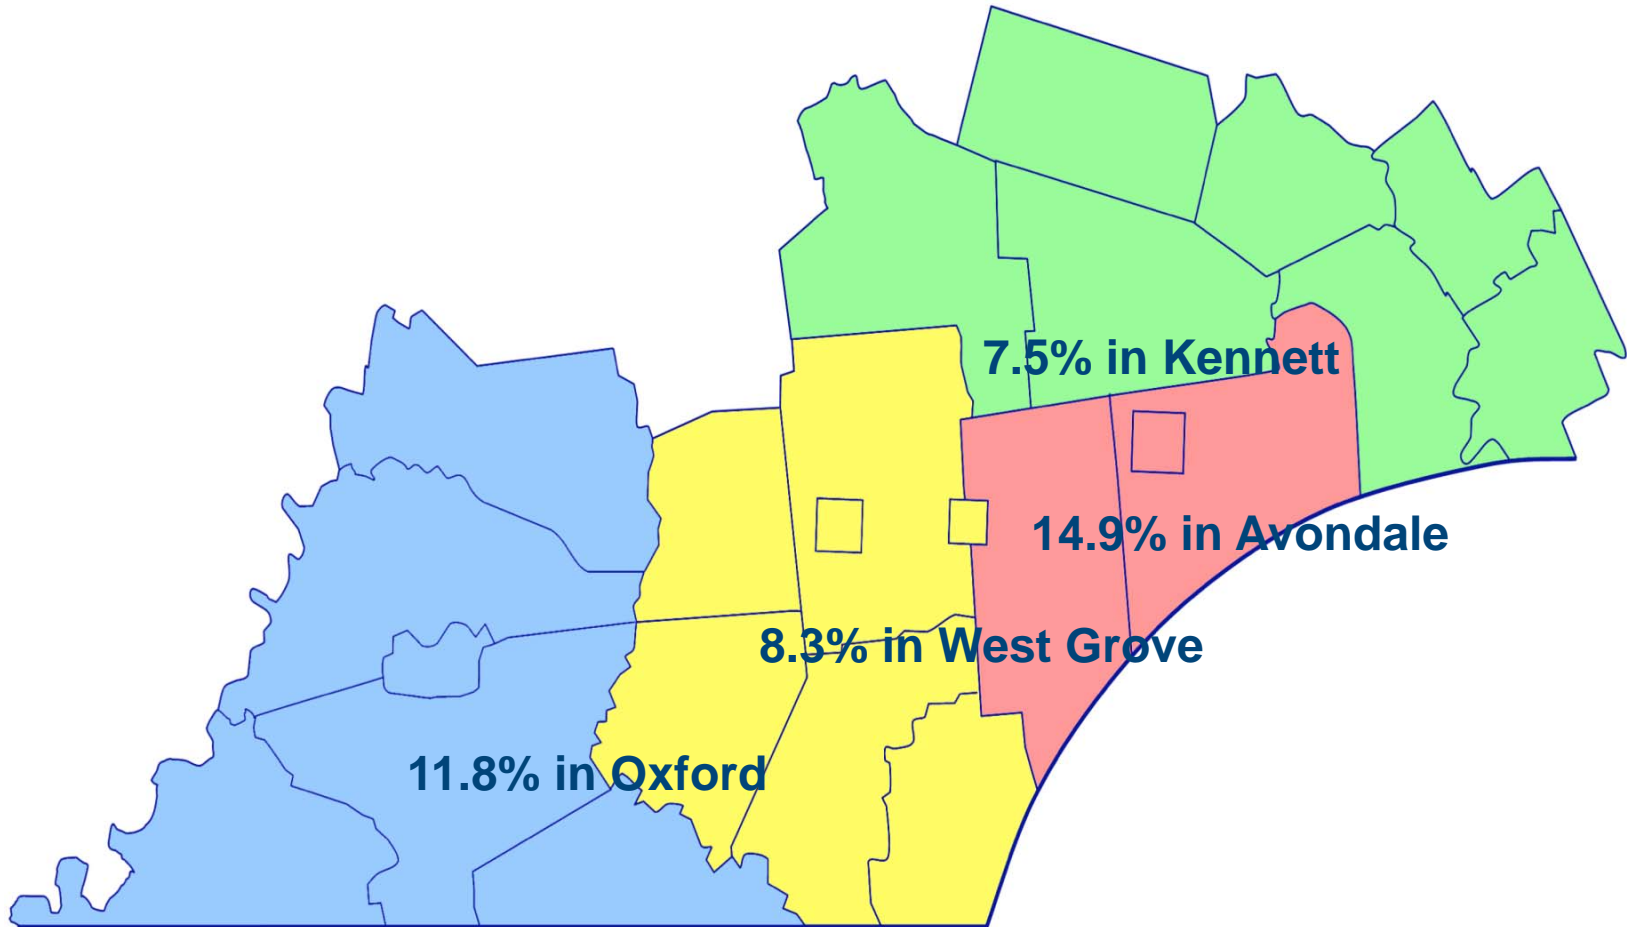 7.5% in Kennett
14.9% in Avondale
8.3% in West Grove
11.8% in Oxford